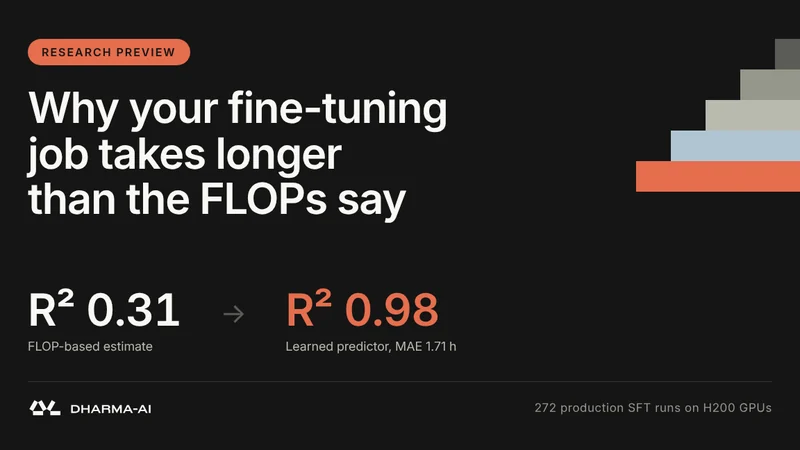 RESEARCH PREVIEW
Why your fine-tuning
job takes longer
than the FLOPs say
R² 0.31
→
R² 0.98
FLOP-based estimate
Learned predictor, MAE 1.71 h
DHARMA-AI
272 production SFT runs on H200 GPUs